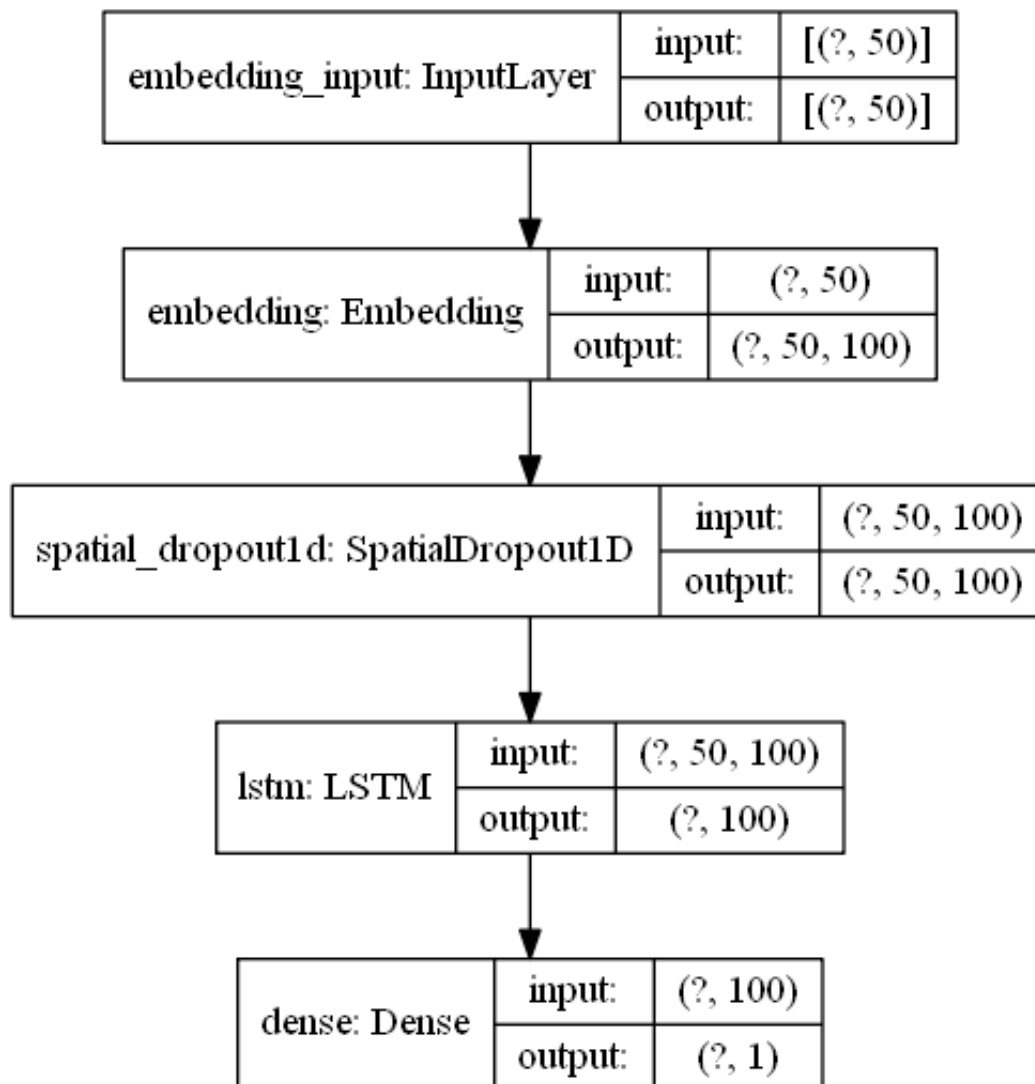 embedding_input: InputLayer
input: [(?, 50)]
output: [(?, 50)]
embedding: Embedding
input: (?, 50)
output: (?, 50, 100)
spatial_dropout1d: SpatialDropout1D
input: (?, 50, 100)
output: (?, 50, 100)
lstm: LSTM
input: (?, 50, 100)
output: (?, 100)
dense: Dense
input: (?, 100)
output: (?, 1)